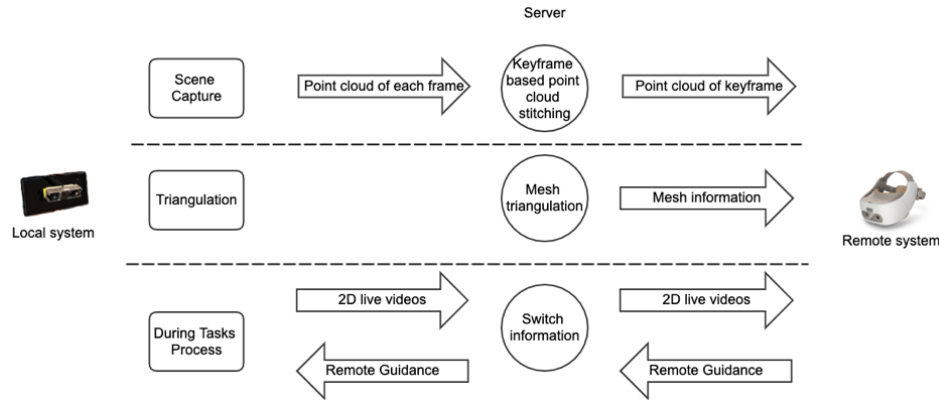 Server
Scene
Capture
Point cloud of each frame
Keyframe
based point
cloud
stitching
Point cloud of keyframe
Local system
Triangulation
Mesh
triangulation
Mesh information
Remote system
During Tasks
Process
2D live videos
Switch
information
2D live videos
Remote Guidance
Remote Guidance